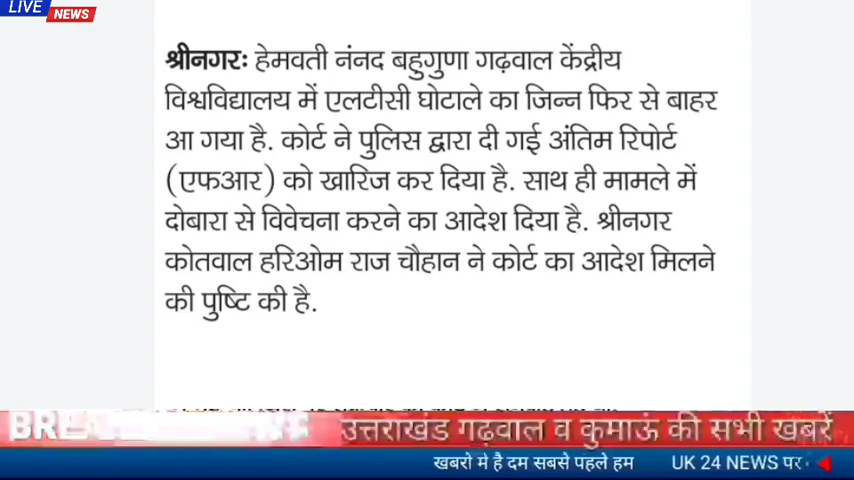 LIVE
NEWS
श्रीनगरः हेमवती नंनद बहुगुणा गढ़वाल केंद्रीय
विश्वविद्यालय में एलटीसी घोटाले का जिन्न फिर से बाहर
आ गया है. कोर्ट ने पुलिस द्वारा दी गई अंतिम रिपोर्ट
(एफआर) को खारिज कर दिया है. साथ ही मामले में
दोबारा से विवेचना करने का आदेश दिया है. श्रीनगर
कोतवाल हरिओम राज चौहान ने कोर्ट का आदेश मिलने
की पुष्टि की है.
उत्तराखंड गढ़वाल व कुमाऊं की सभी खबरें
खबरो मे है दम सबसे पहले हम UK 24 NEWS पर